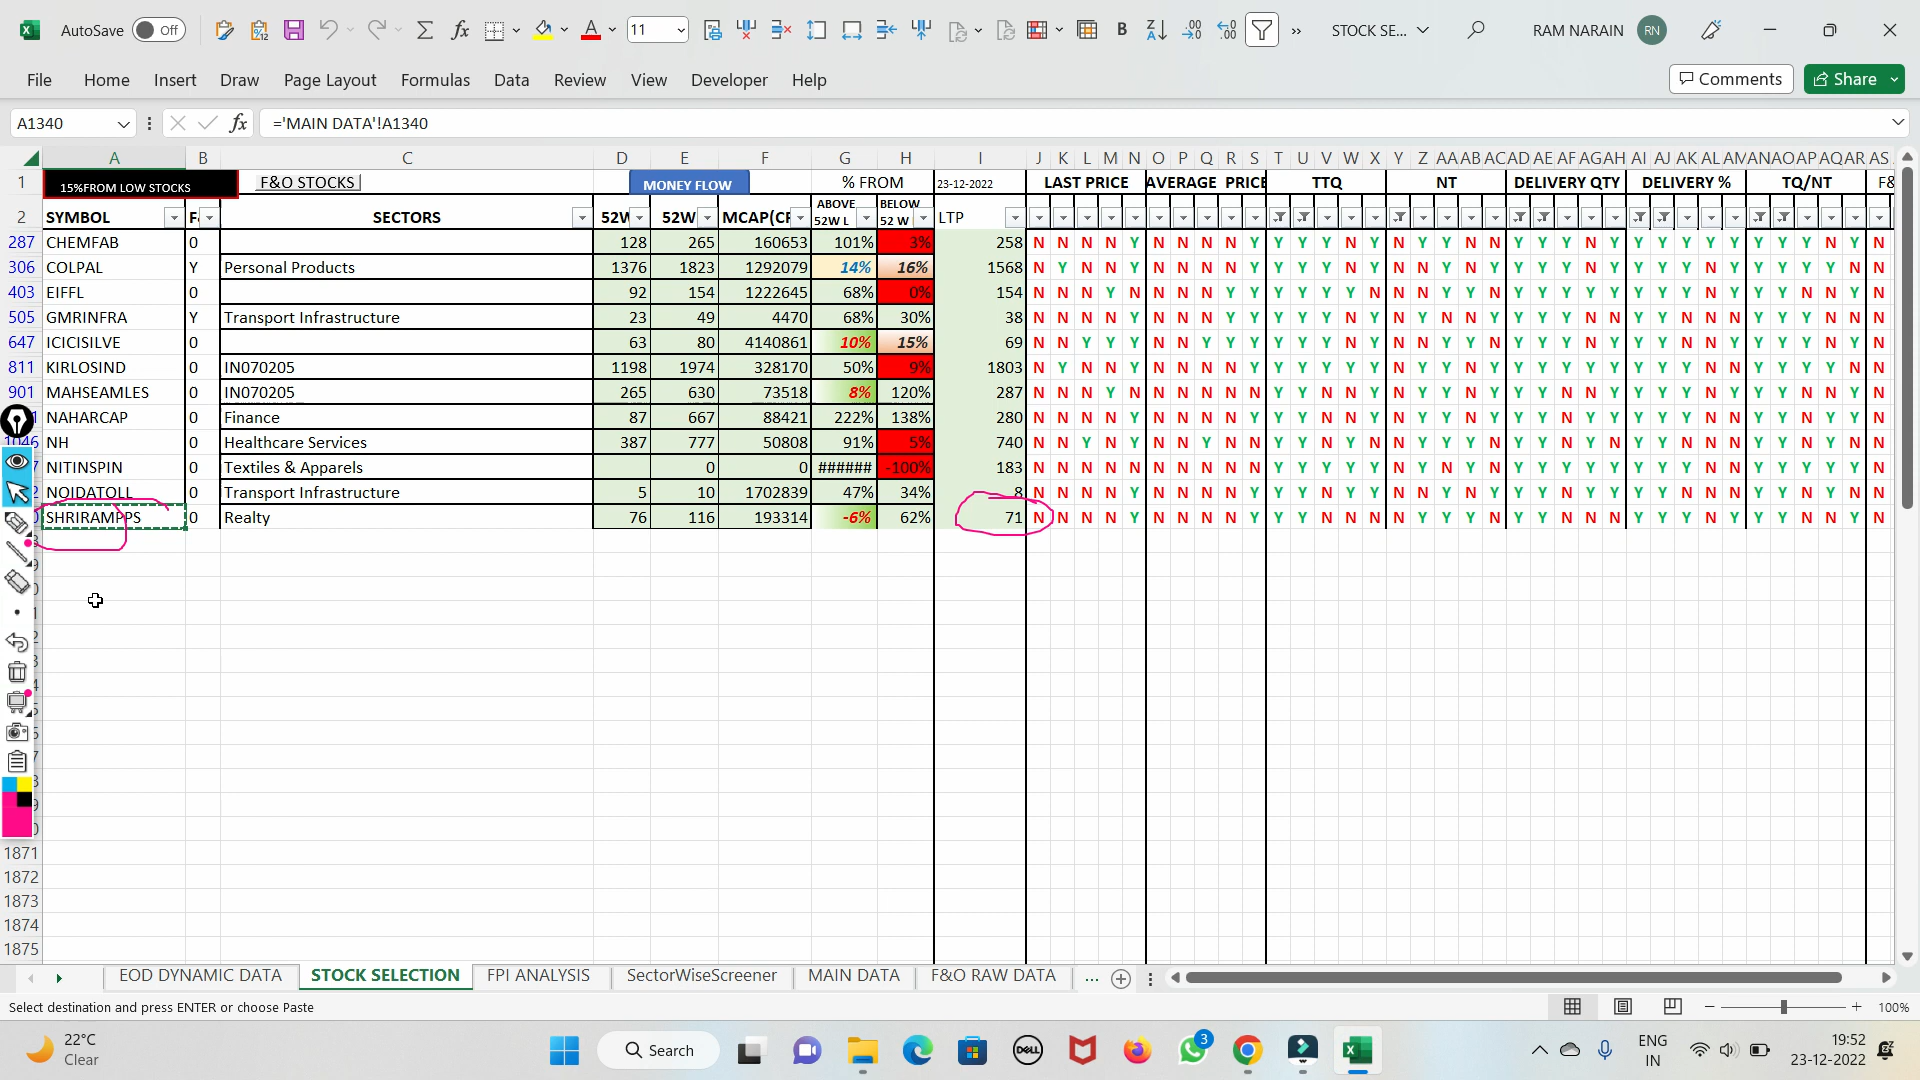 AutoSave Off 11 STOCK SE... RAM NARAIN RN
File Home Insert Draw Page Layout Formulas Data Review View Developer Help Comments Share
A1340 fx ='MAIN DATA'!A1340
A B C D E F G H I J K L M N O P Q R S T U V W X Y Z AA AB AC AD AE AF AG AH AI AJ AK AL AM AN AO AP AQ AR AS
1 15%FROM LOW STOCKS F&O STOCKS MONEY FLOW % FROM 23-12-2022 LAST PRICE AVERAGE PRICE TTQ NT DELIVERY QTY DELIVERY % TQ/NT F&
2 SYMBOL F& SECTORS 52W 52W MCAP(CR ABOVE 52W L BELOW 52 W LTP
287 CHEMFAB 0 128 265 160653 101% 3% 258 N N N N Y N N N N Y Y Y Y N Y N Y Y N N Y Y Y N Y Y Y Y Y Y Y Y Y N Y N
306 COLPAL Y Personal Products 1376 1823 1292079 14% 16% 1568 N Y N N Y N N N N Y Y Y Y N Y N N Y N Y Y Y Y Y Y Y Y Y N Y Y Y Y Y N N
403 EIFFL 0 92 154 1222645 68% 0% 154 N N N Y N N N N Y Y Y Y Y Y N N N Y Y N Y Y Y Y Y Y Y Y N Y Y Y N N Y N
505 GMRINFRA Y Transport Infrastructure 23 49 4470 68% 30% 38 N N N N Y N N N Y Y Y Y Y N Y N Y N N Y Y Y Y N N Y Y N N N Y Y Y N N N
647 ICICISILVE 0 63 80 4140861 10% 15% 69 N N Y Y Y N N Y Y Y Y Y Y N Y N N Y N Y Y Y Y N Y Y Y Y N Y Y Y Y N Y N
811 KIRLOSIND 0 IN070205 1198 1974 328170 50% 9% 1803 N Y N N Y N N N N Y Y Y Y Y Y N Y Y N Y Y Y Y Y Y Y Y Y N N Y Y Y Y N N
901 MAHSEAMLES 0 IN070205 265 630 73518 8% 120% 287 N N N Y N N N N N N Y Y N N Y N Y Y N Y Y Y N N Y Y Y Y N Y Y Y N N Y N
1 NAHARCAP 0 Finance 87 667 88421 222% 138% 280 N N N N Y N N N N Y Y Y N N Y N Y Y N Y Y Y N Y N Y Y Y N N Y Y N Y Y N
1046 NH 0 Healthcare Services 387 777 50808 91% 5% 740 N N Y N Y N N Y N N Y Y N Y N N Y Y Y N Y Y N Y N Y Y N N N Y Y N Y N N
7 NITINSPIN 0 Textiles & Apparels 0 0 ###### -100% 183 N N N N N N N N N N Y Y Y Y Y N Y N Y N Y Y Y Y Y Y Y Y N N Y Y Y N Y N
2 NOIDATOLL 0 Transport Infrastructure 5 10 1702839 47% 34% 8 N N N N Y N N N N Y Y Y Y N Y N N Y Y N Y Y N Y Y Y Y N N N Y Y Y N Y N
0 SHRIRAMPPS 0 Realty 76 116 193314 -6% 62% 71 N N N N Y N N N N Y Y Y Y Y Y N Y Y Y N Y Y N N N Y Y Y N Y Y Y N N Y N
1871
1872
1873
1874
1875
EOD DYNAMIC DATA STOCK SELECTION FPI ANALYSIS SectorWiseScreener MAIN DATA F&O RAW DATA ...
Select destination and press ENTER or choose Paste 100%
22°C
Clear
Search DELL 3 ENG IN 19:52 23-12-2022